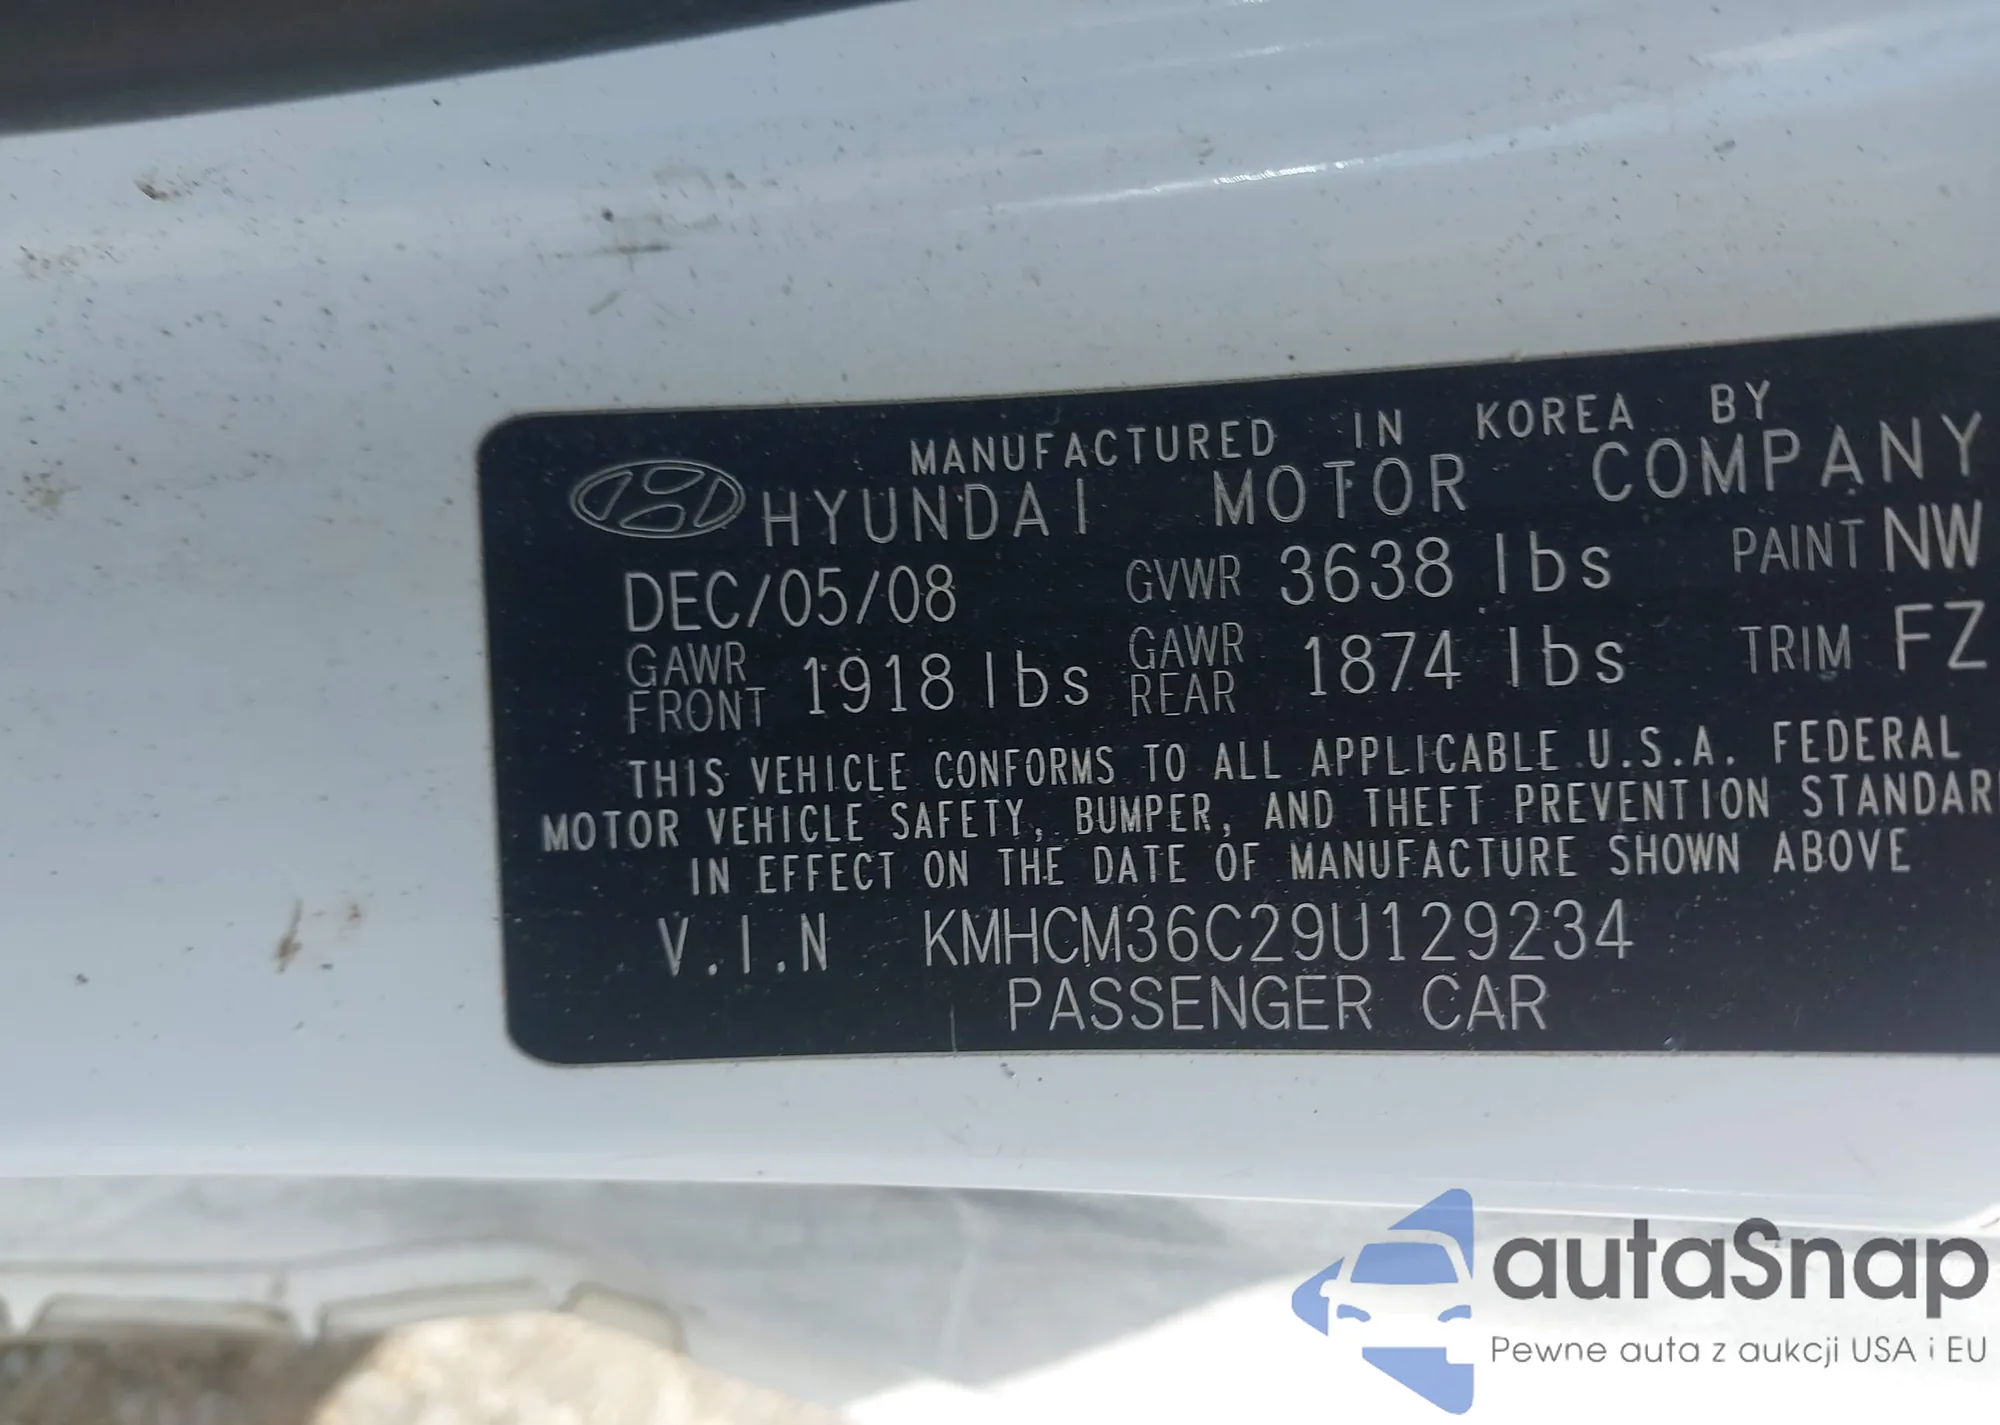 MANUFACTURED IN KOREA BY
HYUNDAI MOTOR COMPANY
DEC/05/08 GVWR 3638 lbs PAINT NW
GAWR FRONT 1918 lbs GAWR REAR 1874 lbs TRIM FZ
THIS VEHICLE CONFORMS TO ALL APPLICABLE U.S.A. FEDERAL
MOTOR VEHICLE SAFETY, BUMPER, AND THEFT PREVENTION STANDAR
IN EFFECT ON THE DATE OF MANUFACTURE SHOWN ABOVE
V.I.N KMHCM36C29U129234
PASSENGER CAR
autaSnap
Pewne auta z aukcji USA i EU